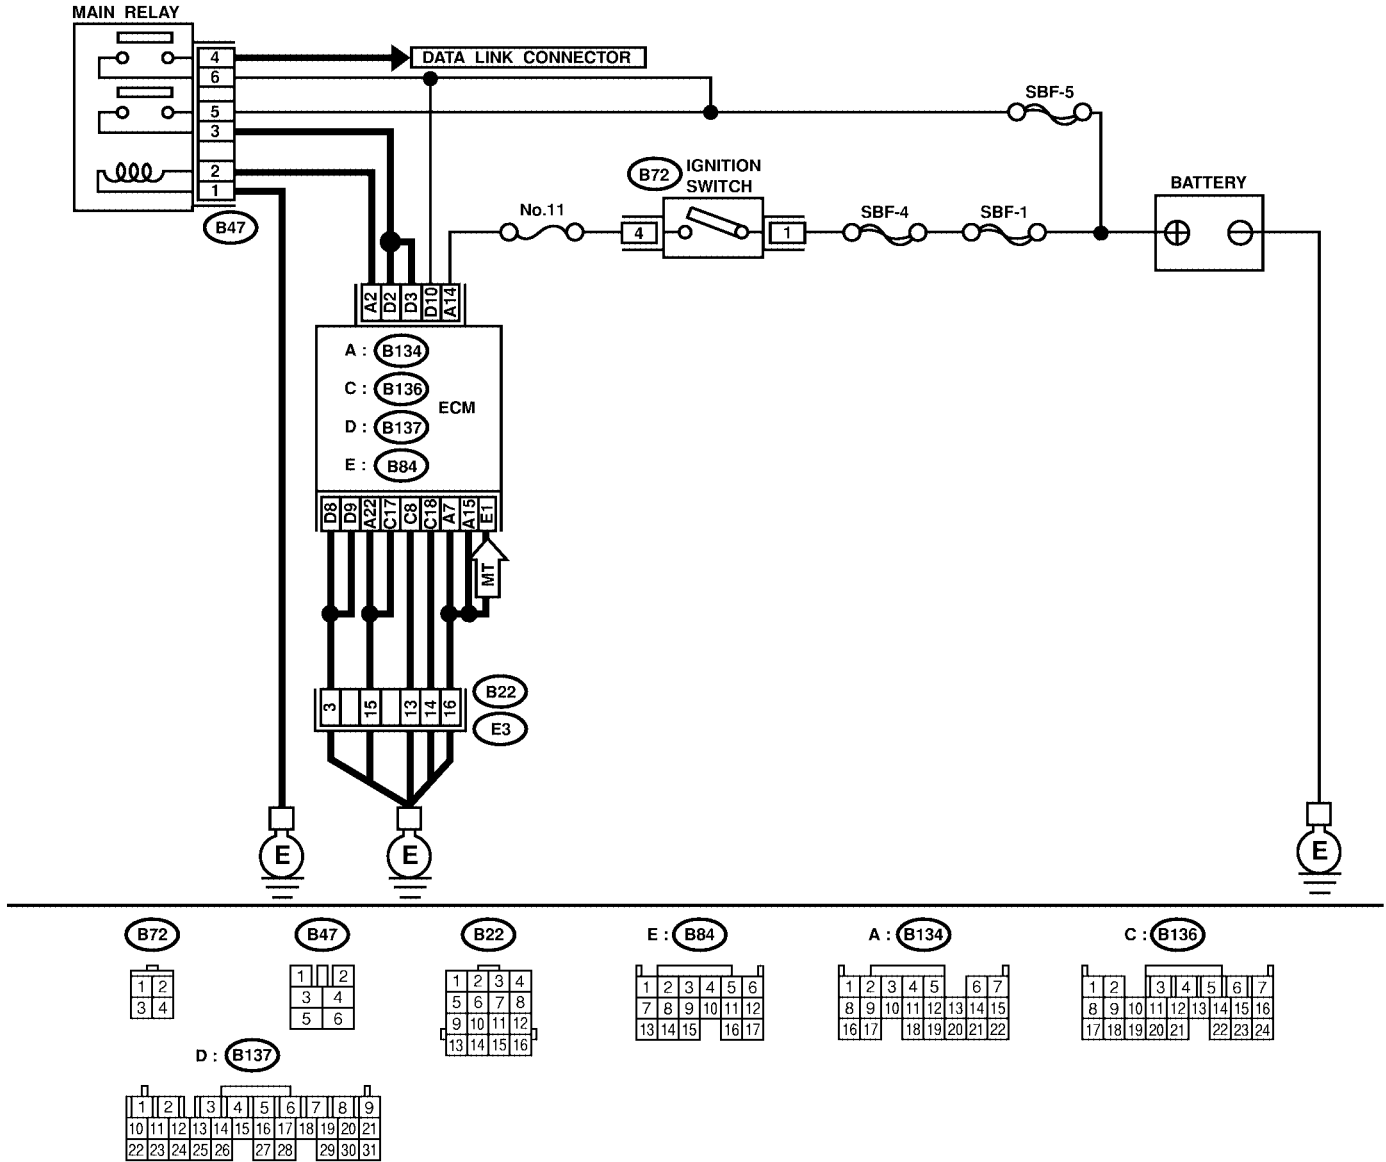 MAIN RELAY
4
DATA LINK CONNECTOR
6
SBF-5
5
3
B72 IGNITION
SWITCH
2
BATTERY
1
B47
No.11
SBF-4
SBF-1
4
1
A2 D2 D3 D10 A14
A : B134
C : B136
ECM
D : B137
E : B84
D8 D9 A22 C17 C8 C18 A7 A15 E1
MT
3 15 13 14 16
B22
E3
E E E
B72
1 2
3 4
B47
1 2
3 4
5 6
B22
1 2 3 4
5 6 7 8
9 10 11 12
13 14 15 16
E : B84
1 2 3 4 5 6
7 8 9 10 11 12
13 14 15 16 17
A : B134
1 2 3 4 5 6 7
8 9 10 11 12 13 14 15
16 17 18 19 20 21 22
C : B136
1 2 3 4 5 6 7
8 9 10 11 12 13 14 15 16
17 18 19 20 21 22 23 24
D : B137
1 2 3 4 5 6 7 8 9
10 11 12 13 14 15 16 17 18 19 20 21
22 23 24 25 26 27 28 29 30 31